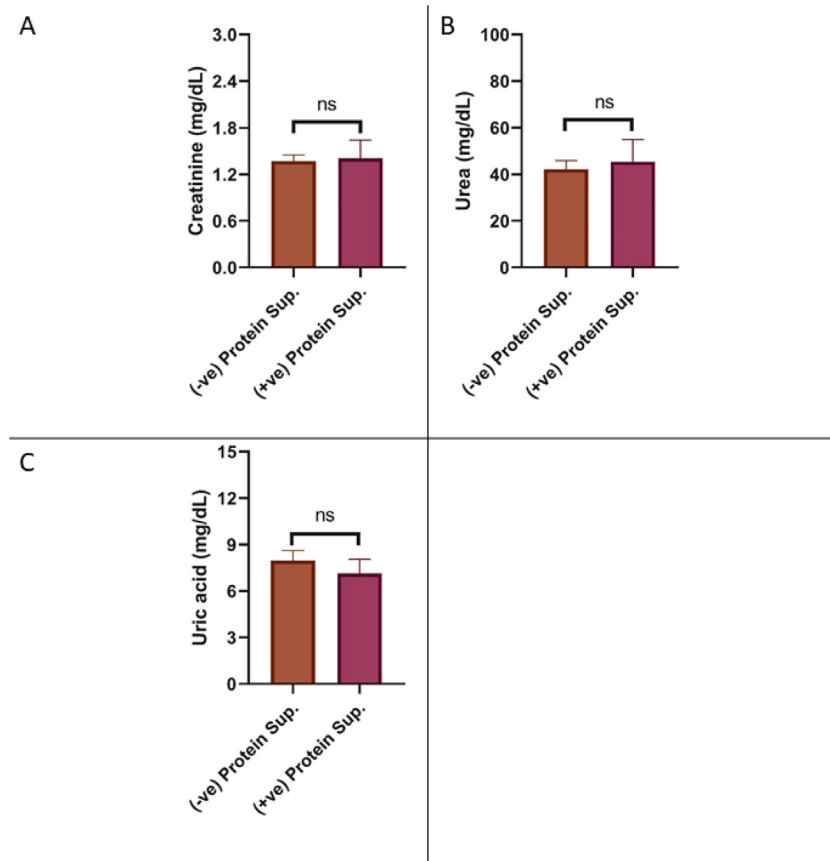 A
Creatinine (mg/dL)
3.0
2.4
1.8
1.2
0.6
0.0
ns
(-ve) Protein Sup.
(+ve) Protein Sup.
B
Urea (mg/dL)
100
80
60
40
20
0
ns
(-ve) Protein Sup.
(+ve) Protein Sup.
C
Uric acid (mg/dL)
15
12
9
6
3
0
ns
(-ve) Protein Sup.
(+ve) Protein Sup.